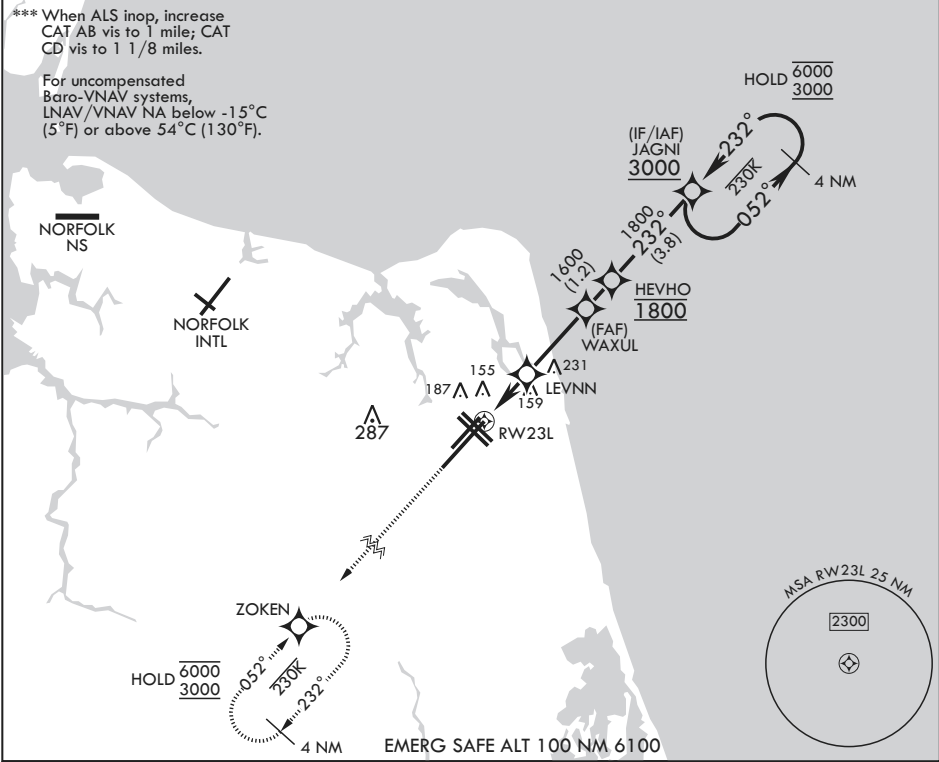 *** When ALS inop, increase
CAT AB vis to 1 mile; CAT
CD vis to 1 1/8 miles.
For uncompensated
Baro-VNAV systems,
LNAV/VNAV NA below -15°C
(5°F) or above 54°C (130°F).
HOLD 6000
3000
(IF/IAF)
JAGNI
3000
232°
230K
052°
4 NM
1800
232°
(3.8)
1600
(1.2)
HEVHO
1800
(FAF)
WAXUL
NORFOLK
NS
NORFOLK
INTL
231
LEVNN
155
187
159
287
RW23L
ZOKEN
HOLD 6000
3000
052°
230K
232°
4 NM
MSA RW23L 25 NM
2300
EMERG SAFE ALT 100 NM 6100